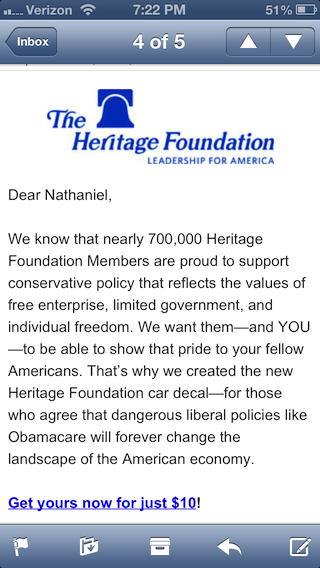 Verizon 7:22 PM 51%
Inbox 4 of 5
The
Heritage Foundation
LEADERSHIP FOR AMERICA
Dear Nathaniel,
We know that nearly 700,000 Heritage
Foundation Members are proud to support
conservative policy that reflects the values of
free enterprise, limited government, and
individual freedom. We want them—and YOU
—to be able to show that pride to your fellow
Americans. That's why we created the new
Heritage Foundation car decal—for those
who agree that dangerous liberal policies like
Obamacare will forever change the
landscape of the American economy.
Get yours now for just $10!